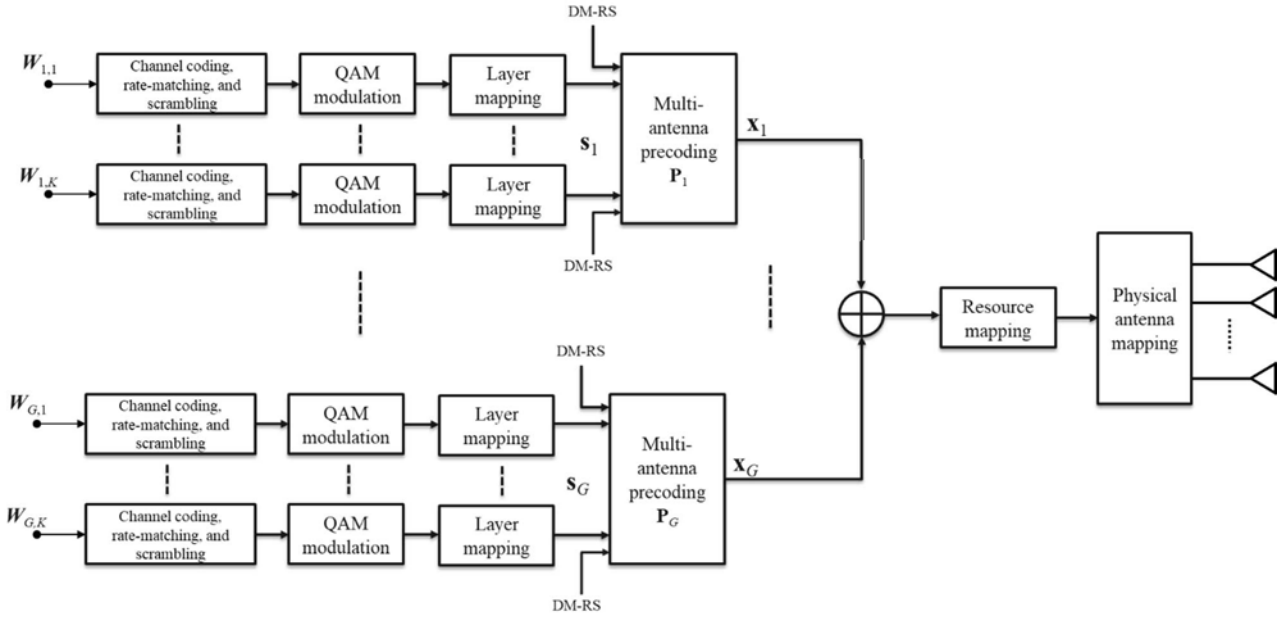 DM-RS
W1,1
Channel coding,
rate-matching, and
scrambling
QAM
modulation
Layer
mapping
W1,K
Channel coding,
rate-matching, and
scrambling
QAM
modulation
Layer
mapping
s1
Multi-
antenna
precoding
P1
x1
DM-RS
Resource
mapping
Physical
antenna
mapping
DM-RS
WG,1
Channel coding,
rate-matching, and
scrambling
QAM
modulation
Layer
mapping
WG,K
Channel coding,
rate-matching, and
scrambling
QAM
modulation
Layer
mapping
sG
Multi-
antenna
precoding
PG
xG
DM-RS